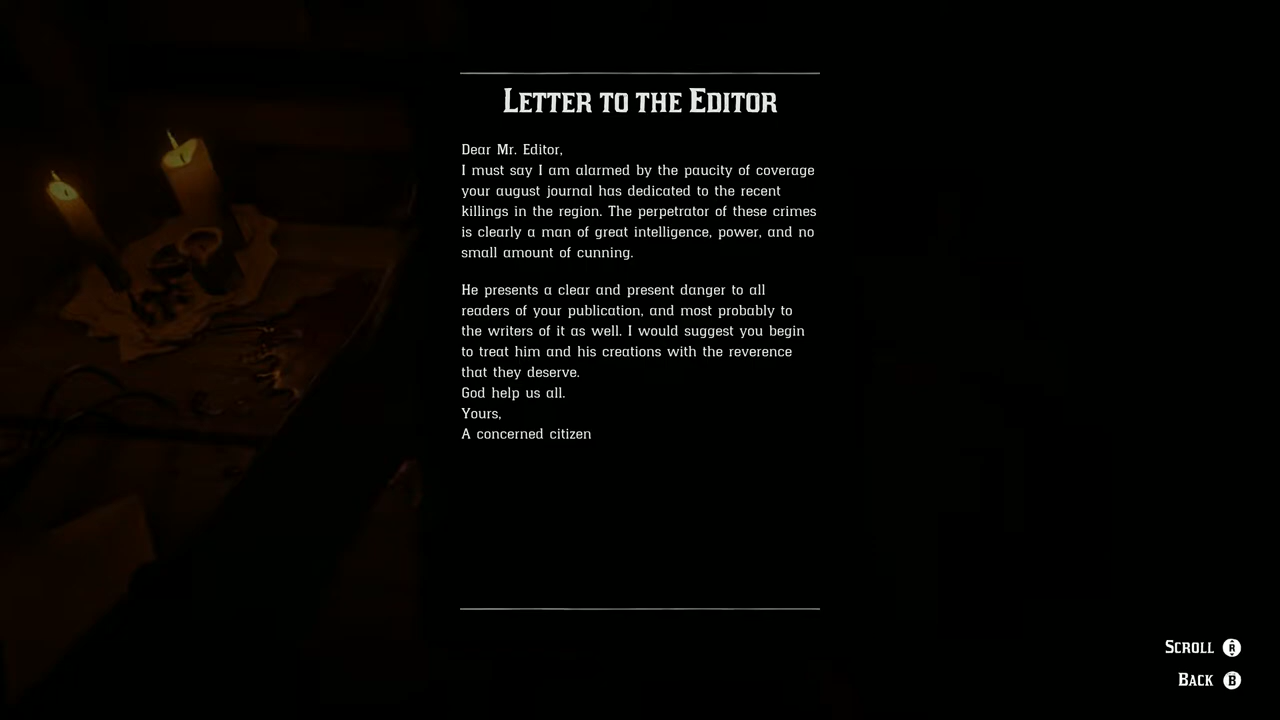 LETTER TO THE EDITOR
Dear Mr. Editor,
I must say I am alarmed by the paucity of coverage
your august journal has dedicated to the recent
killings in the region. The perpetrator of these crimes
is clearly a man of great intelligence, power, and no
small amount of cunning.
He presents a clear and present danger to all
readers of your publication, and most probably to
the writers of it as well. I would suggest you begin
to treat him and his creations with the reverence
that they deserve.
God help us all.
Yours,
A concerned citizen
SCROLL R
BACK B